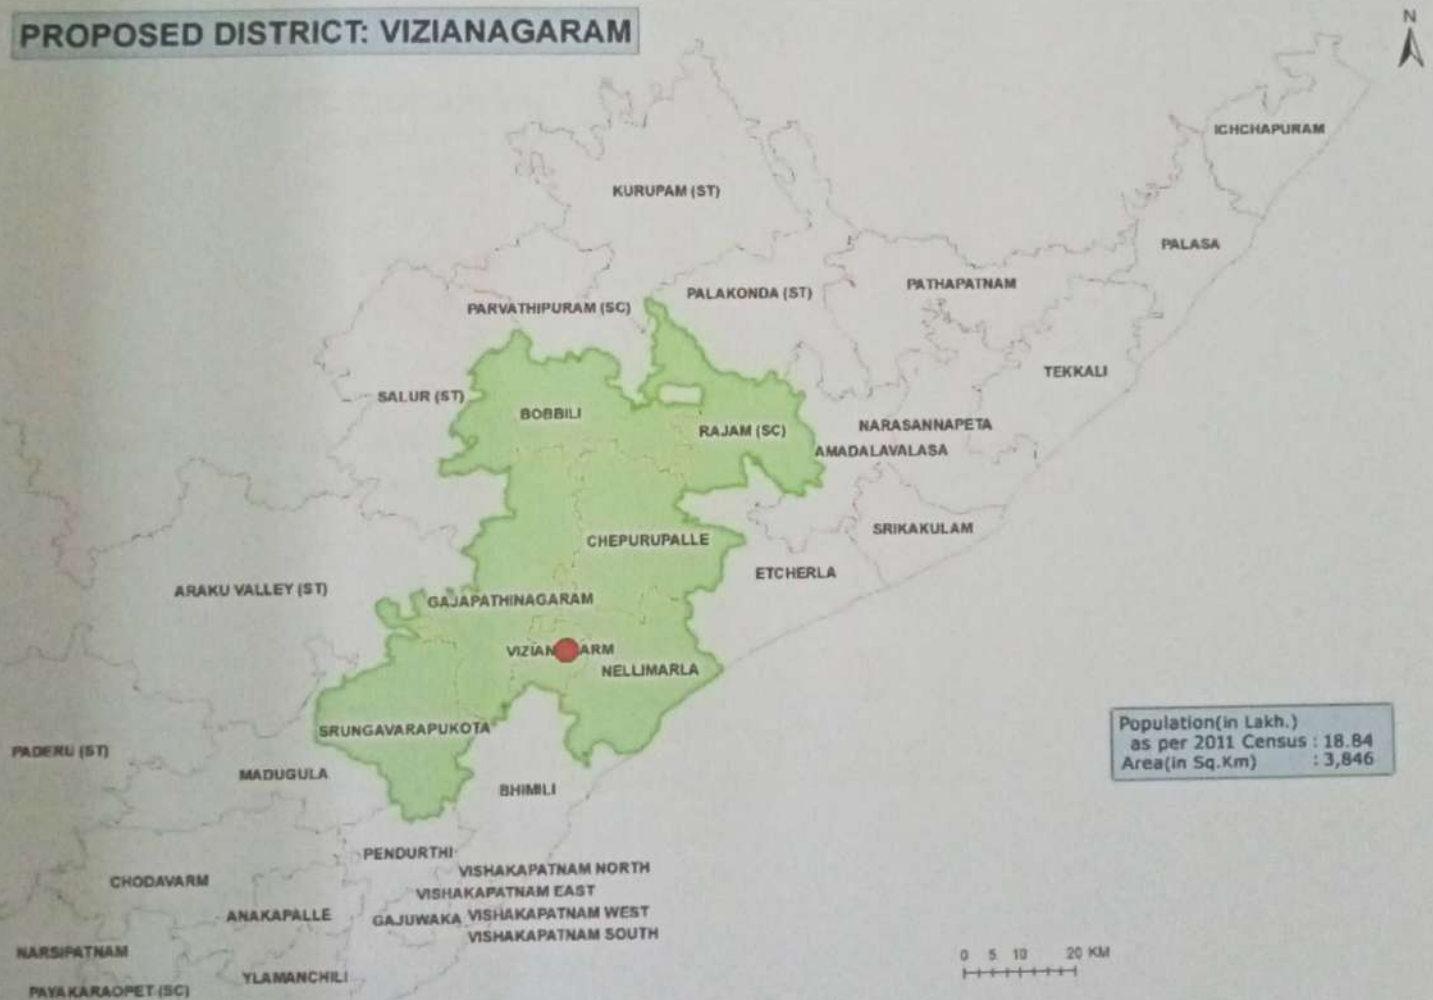 PROPOSED DISTRICT: VIZIANAGARAM
N
ICHCHAPURAM
KURUPAM (ST)
PALASA
PATHAPATNAM
PALAKONDA (ST)
PARVATHIPURAM (SC)
TEKKALI
SALUR (ST)
BOBBILI
RAJAM (SC)
NARASANNAPETA
AMADALAVALASA
SRIKAKULAM
CHEPURUPALLE
ETCHERLA
ARAKU VALLEY (ST)
GAJAPATHINAGARAM
VIZIAN ARM
NELLIMARLA
SRUNGAVARAPUKOTA
PADERU (ST)
MADUGULA
BHIMILI
Population(in Lakh.)
as per 2011 Census : 18.84
Area(in Sq.Km) : 3,846
PENDURTHI
VISHAKAPATNAM NORTH
CHODAVARM
VISHAKAPATNAM EAST
ANAKAPALLE
GAJUWAKA VISHAKAPATNAM WEST
VISHAKAPATNAM SOUTH
NARSIPATNAM
0 5 10 20 KM
YLAMANCHILI
PAYAKARAOPET (SC)